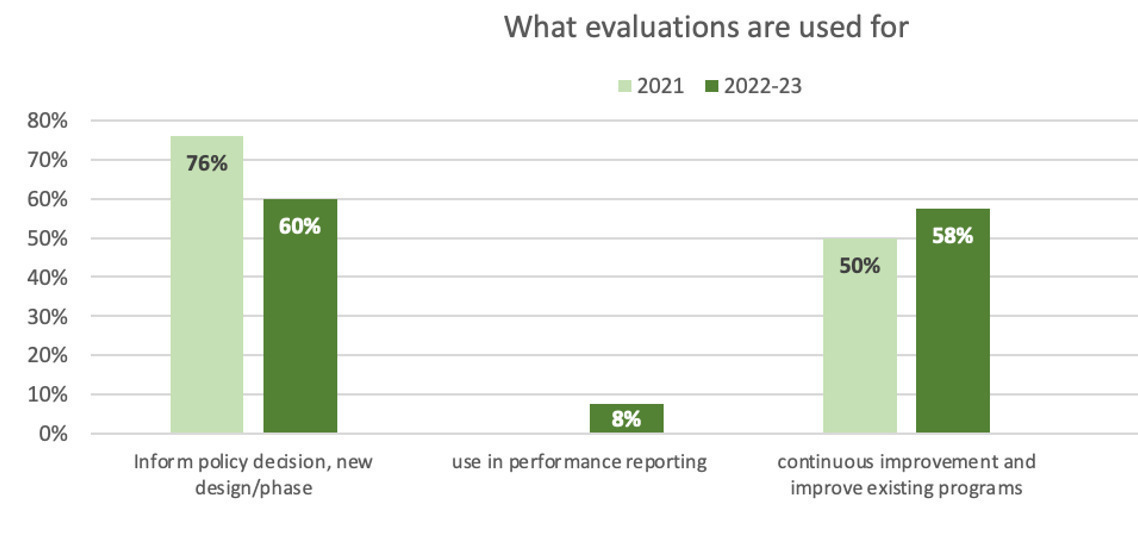 What evaluations are used for
2021 2022-23
80%
70%
60%
50%
40%
30%
20%
10%
0%
76%
60%
8%
50%
58%
Inform policy decision, new
design/phase
use in performance reporting
continuous improvement and
improve existing programs